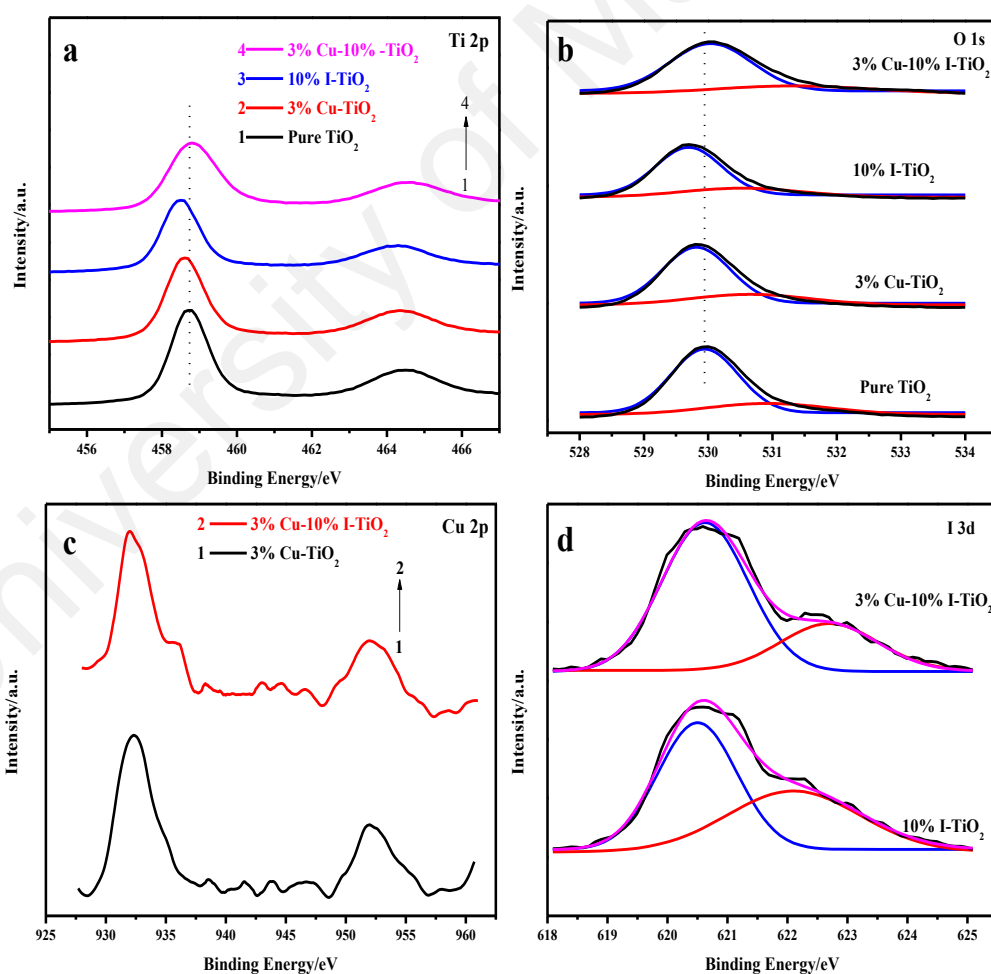 a
Ti 2p
4 3% Cu-10% -TiO₂
3 10% I-TiO₂
2 3% Cu-TiO₂
1 Pure TiO₂
4
1
Intensity/a.u.
456 458 460 462 464 466
Binding Energy/eV
b
O 1s
3% Cu-10% I-TiO₂
10% I-TiO₂
3% Cu-TiO₂
Pure TiO₂
Intensity/a.u.
528 529 530 531 532 533 534
Binding Energy/eV
c
Cu 2p
2 3% Cu-10% I-TiO₂
1 3% Cu-TiO₂
2
1
Intensity/a.u.
925 930 935 940 945 950 955 960
Binding Energy/eV
d
I 3d
3% Cu-10% I-TiO₂
10% I-TiO₂
Intensity/a.u.
618 619 620 621 622 623 624 625
Binding Energy/eV
University of M